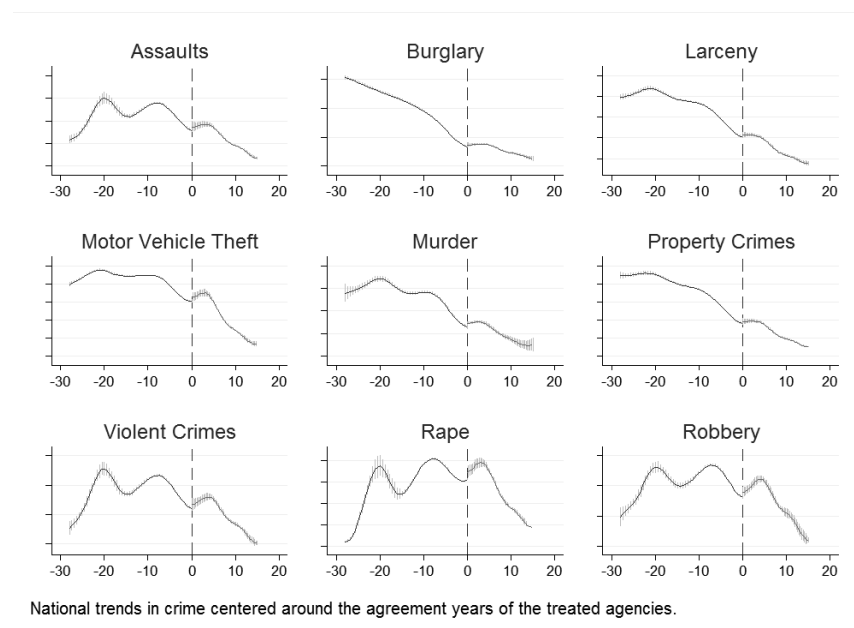 Assaults Burglary Larceny
-30 -20 -10 0 10 20 -30 -20 -10 0 10 20 -30 -20 -10 0 10 20
Motor Vehicle Theft Murder Property Crimes
-30 -20 -10 0 10 20 -30 -20 -10 0 10 20 -30 -20 -10 0 10 20
Violent Crimes Rape Robbery
-30 -20 -10 0 10 20 -30 -20 -10 0 10 20 -30 -20 -10 0 10 20
National trends in crime centered around the agreement years of the treated agencies.